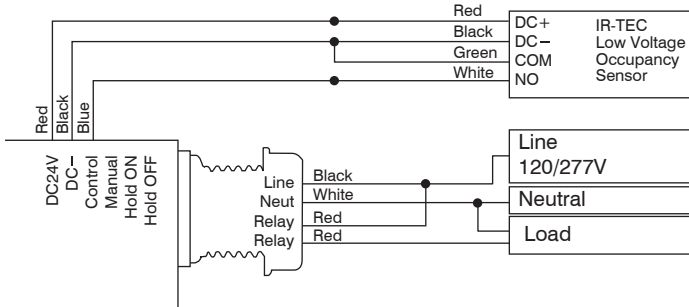 Red
DC+ IR-TEC
Black
DC− Low Voltage
Green
COM Occupancy
White
NO Sensor
Red
Black
Blue
DC24V
DC−
Control
Manual
Hold ON
Hold OFF
Line
120/277V
Line Black
Neut White
Neutral
Relay Red
Relay Red
Load